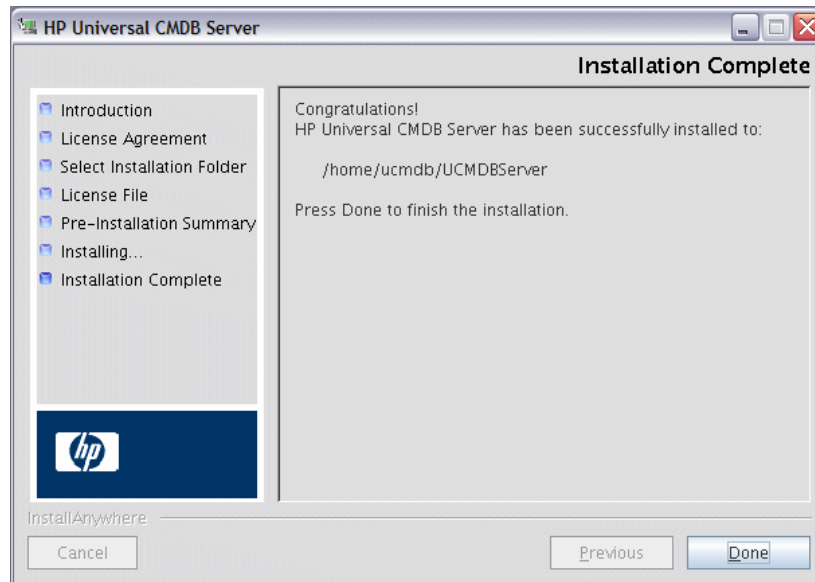 HP Universal CMDB Server
Installation Complete
Introduction
License Agreement
Select Installation Folder
License File
Pre-Installation Summary
Installing...
Installation Complete
Congratulations!
HP Universal CMDB Server has been successfully installed to:
/home/ucmdb/UCMDBServer
Press Done to finish the installation.
hp
InstallAnywhere
Cancel
Previous
Done